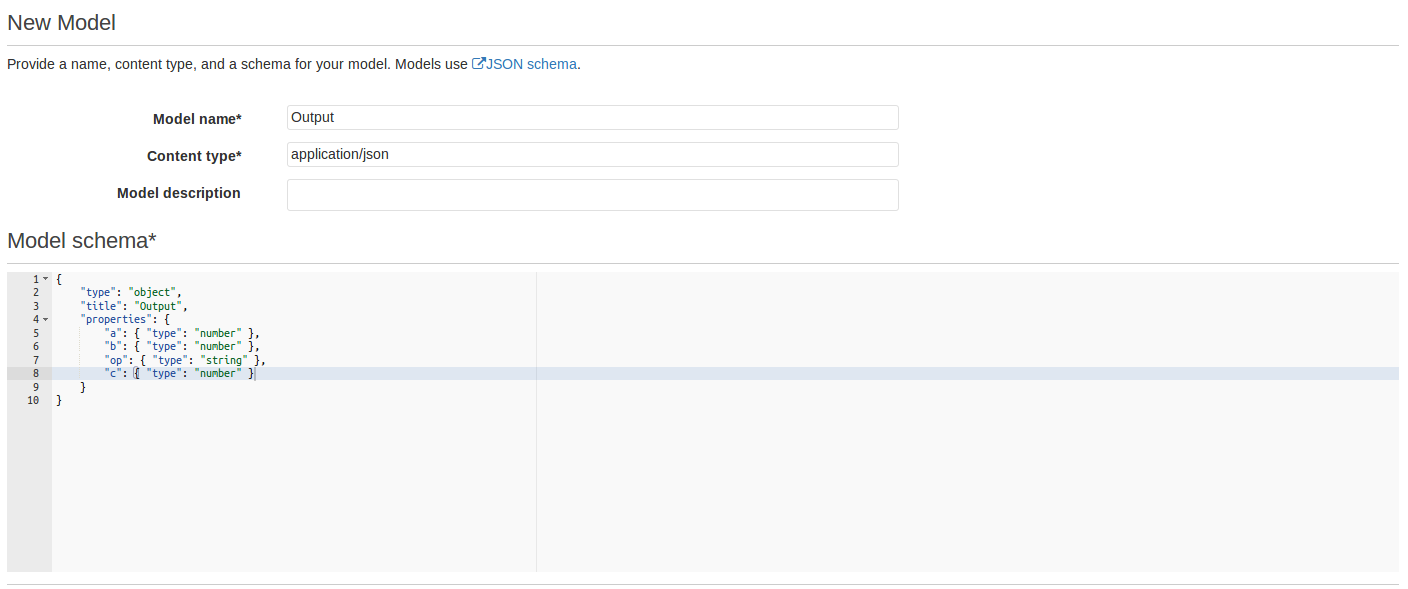 New Model
Provide a name, content type, and a schema for your model. Models use JSON schema.
Model name* Output
Content type* application/json
Model description
Model schema*
1 {
2     "type": "object",
3     "title": "Output",
4     "properties": {
5         "a": { "type": "number" },
6         "b": { "type": "number" },
7         "op": { "type": "string" },
8         "c": { "type": "number" }
9     }
10 }